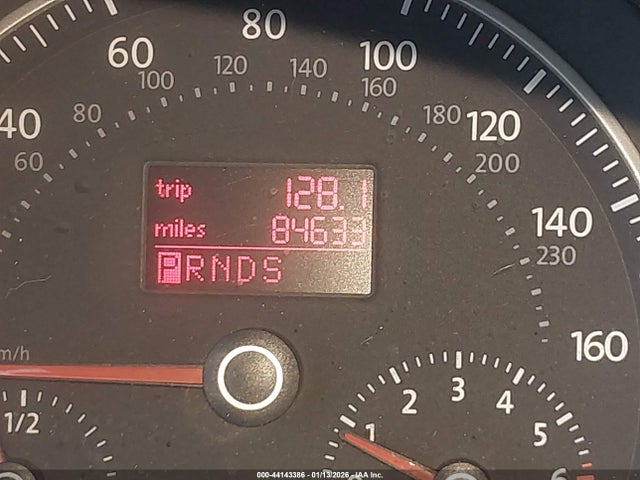 60 80 100
40 80 100 120 140 160 180 120
60 200
trip 128.1
miles 84633
PRNDS
140
230
m/h
160
1/2
1 2 3 4 5 6
000-44143386 - 01/13/2026 - IAA Inc.